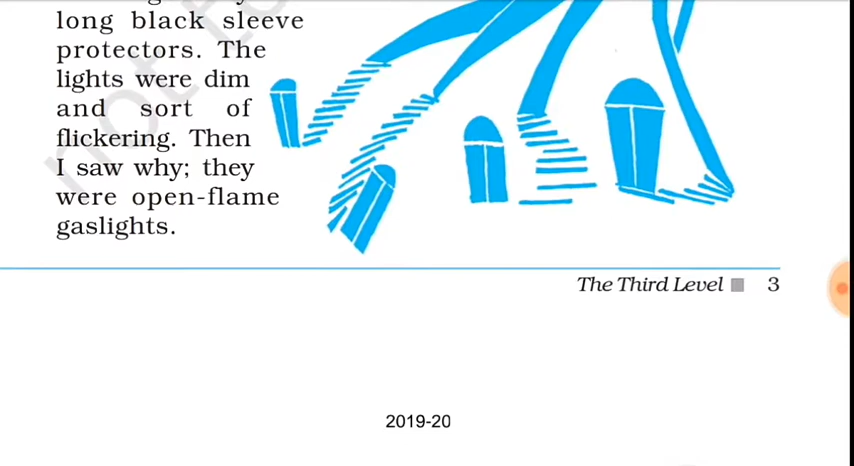 long black sleeve
protectors. The
lights were dim
and sort of
flickering. Then
I saw why; they
were open-flame
gaslights.
The Third Level 3
2019-20